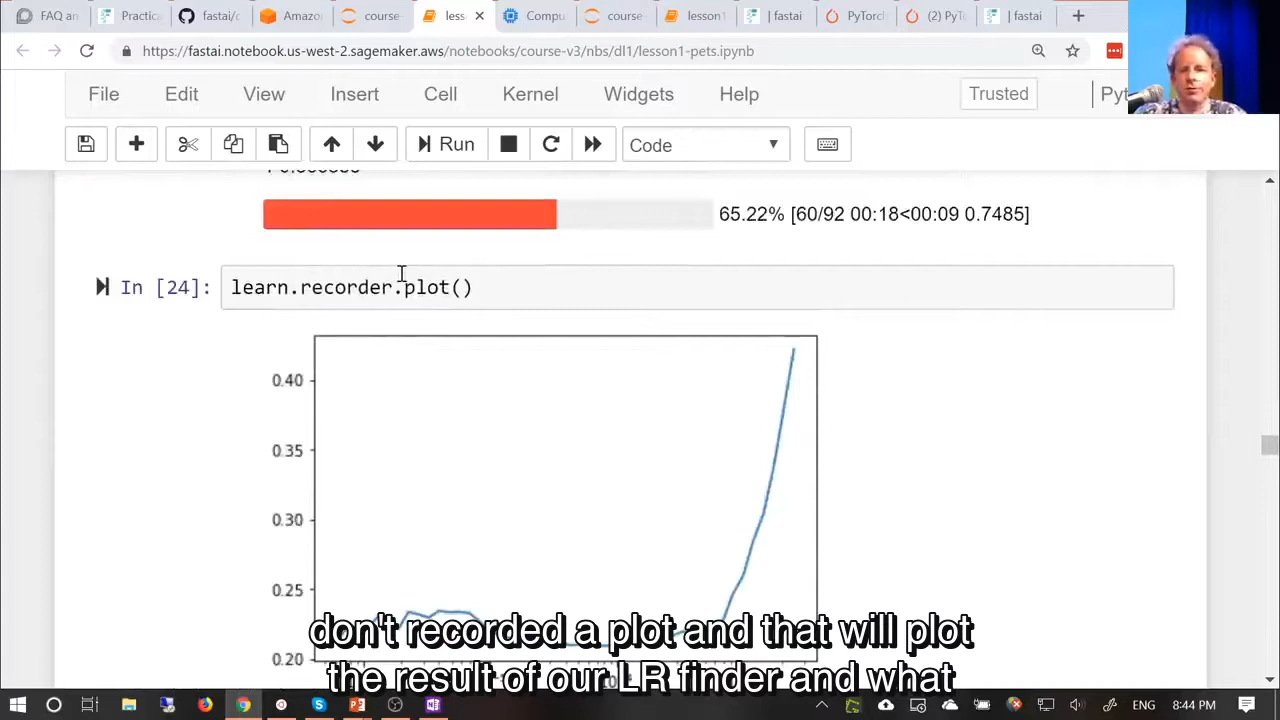 FAQ an
Practica
fastai/c
Amazo
course
less
Compu
course-
lesson1
| fastai
PyTorch
(2) PyTo
| fastai
https://fastai.notebook.us-west-2.sagemaker.aws/notebooks/course-v3/nbs/dl1/lesson1-pets.ipynb
File Edit View Insert Cell Kernel Widgets Help Trusted Pyt
Run Code
65.22% [60/92 00:18<00:09 0.7485]
In [24]: learn.recorder.plot()
0.40
0.35
0.30
0.25
0.20
don't recorded a plot and that will plot
the result of our LR finder and what
ENG 8:44 PM